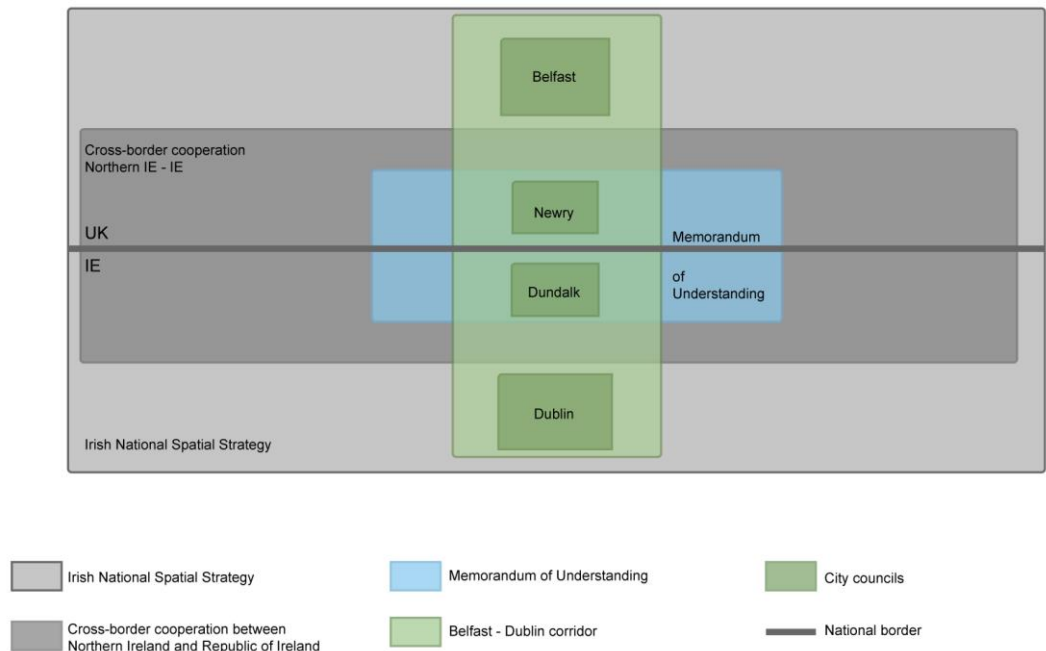 Belfast
Cross-border cooperation
Northern IE - IE
Newry
UK
Memorandum
IE
of
Understanding
Dundalk
Dublin
Irish National Spatial Strategy
Irish National Spatial Strategy
Memorandum of Understanding
City councils
Cross-border cooperation between
Northern Ireland and Republic of Ireland
Belfast - Dublin corridor
National border